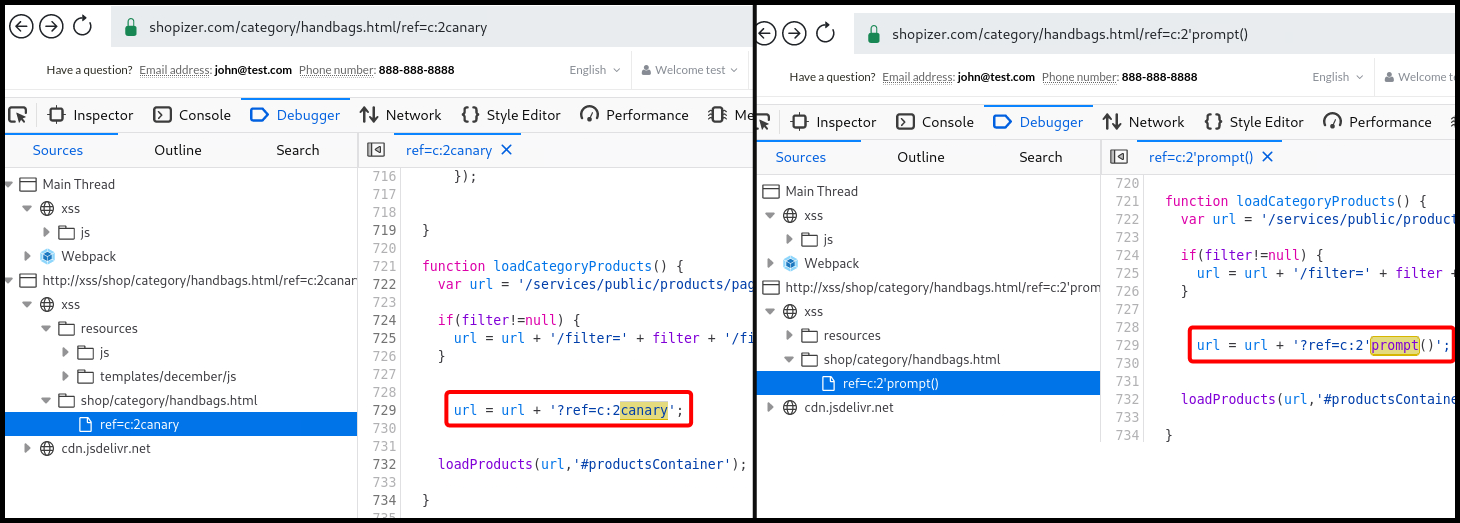 shopizer.com/category/handbags.html/ref=c:2canary
Have a question? Email address: john@test.com Phone number: 888-888-8888 English Welcome test
Inspector Console Debugger Network Style Editor Performance Me
Sources Outline Search ref=c:2canary
Main Thread
xss
js
Webpack
http://xss/shop/category/handbags.html/ref=c:2canar
xss
resources
js
templates/december/js
shop/category/handbags.html
ref=c:2canary
cdn.jsdelivr.net
716 });
717
718
719 }
720
721 function loadCategoryProducts() {
722 var url = '/services/public/products/pag
723
724 if(filter!=null) {
725 url = url + '/filter=' + filter + '/fi
726 }
727
728
729 url = url + '?ref=c:2canary';
730
731
732 loadProducts(url,'#productsContainer');
733
734 }
735
shopizer.com/category/handbags.html/ref=c:2'prompt()
Have a question? Email address: john@test.com Phone number: 888-888-8888 English Welcome te
Inspector Console Debugger Network Style Editor Performance
Sources Outline Search ref=c:2'prompt()
Main Thread
xss
js
Webpack
http://xss/shop/category/handbags.html/ref=c:2'prom
xss
resources
shop/category/handbags.html
ref=c:2'prompt()
cdn.jsdelivr.net
720
721 function loadCategoryProducts() {
722 var url = '/services/public/product
723
724 if(filter!=null) {
725 url = url + '/filter=' + filter +
726 }
727
728
729 url = url + '?ref=c:2'prompt()';
730
731
732 loadProducts(url,'#productsContaine
733
734 }